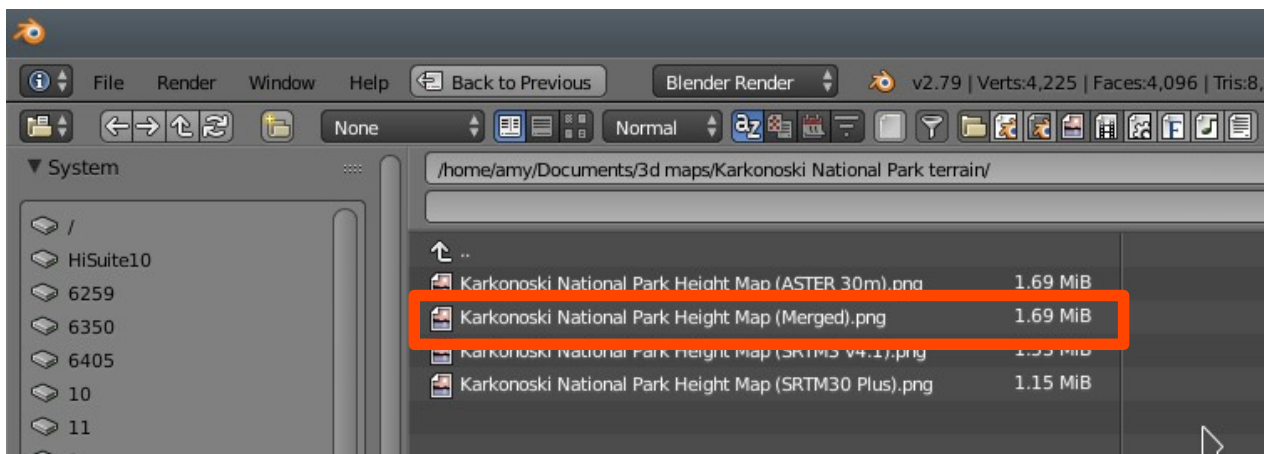 File Render Window Help Back to Previous Blender Render v2.79 | Verts:4,225 | Faces:4,096 | Tris:8,
None Normal
System
/home/amy/Documents/3d maps/Karkonoski National Park terrain/
/
HiSuite10
6259
6350
6405
10
11
..
Karkonoski National Park Height Map (ASTER 30m).png 1.69 MiB
Karkonoski National Park Height Map (Merged).png 1.69 MiB
Karkonoski National Park Height Map (SRTM3 v4.1).png MiB
Karkonoski National Park Height Map (SRTM30 Plus).png 1.15 MiB